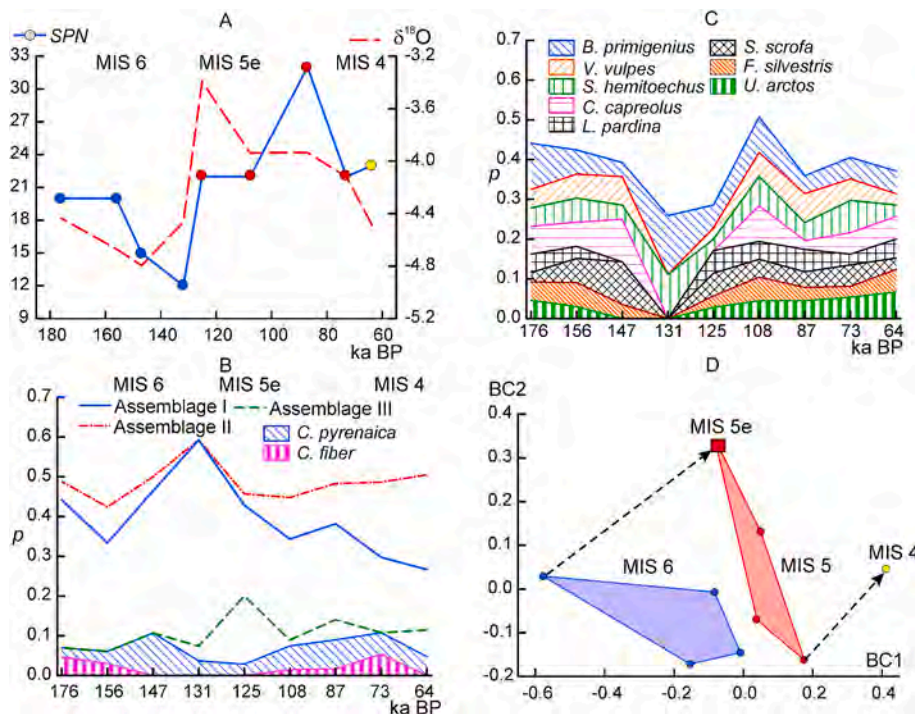 A
SPN
δ18O
MIS 6
MIS 5e
MIS 4
33
30
27
24
21
18
15
12
9
-3.2
-3.6
-4.0
-4.4
-4.8
-5.2
180 160 140 120 100 80 60
ka BP
C
0.7
0.6
0.5
0.4
0.3
0.2
0.1
0.0
p
B. primigenius
V. vulpes
S. hemitoechus
C. capreolus
L. pardina
S. scrofa
F. silvestris
U. arctos
176 156 147 131 125 108 87 73 64
ka BP
B
MIS 6
MIS 5e
MIS 4
0.7
0.6
0.5
0.4
0.3
0.2
0.1
0.0
p
Assemblage I
Assemblage II
Assemblage III
C. pyrenaica
C. fiber
176 156 147 131 125 108 87 73 64
ka BP
D
BC2
0.4
0.3
0.2
0.1
0.0
-0.1
-0.2
MIS 5e
MIS 6
MIS 5
MIS 4
BC1
-0.6 -0.4 -0.2 0.0 0.2 0.4